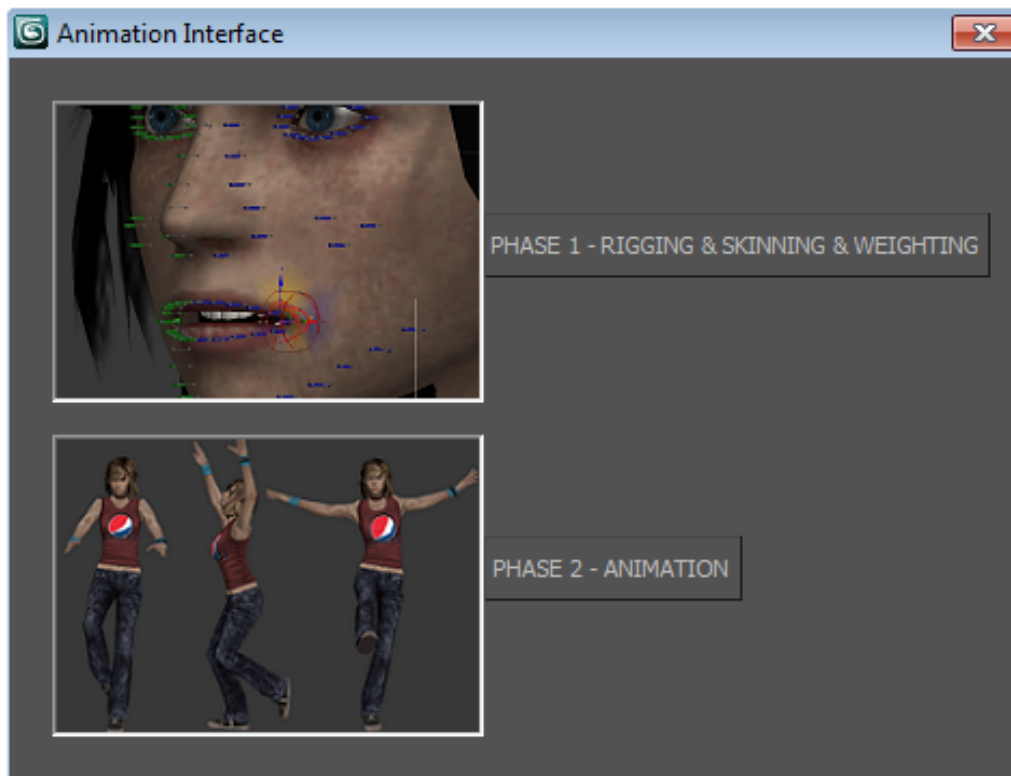 Animation Interface
PHASE 1 - RIGGING & SKINNING & WEIGHTING
PHASE 2 - ANIMATION